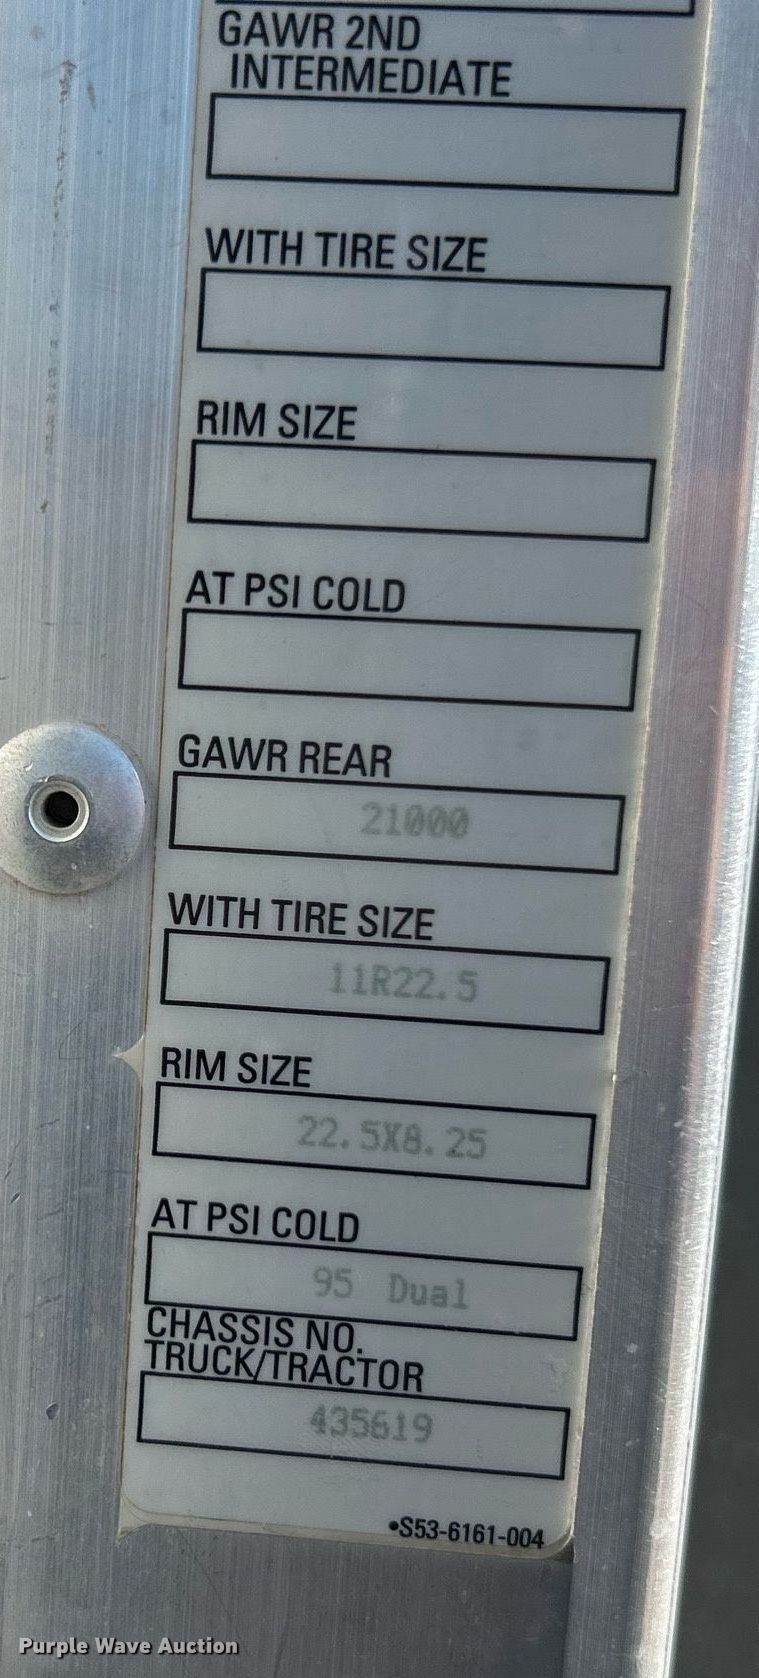 GAWR 2ND
INTERMEDIATE
WITH TIRE SIZE
RIM SIZE
AT PSI COLD
GAWR REAR
21000
WITH TIRE SIZE
11R22.5
RIM SIZE
22.5X8.25
AT PSI COLD
95 Dual
CHASSIS NO.
TRUCK/TRACTOR
435619
•S53-6161-004
Purple Wave Auction